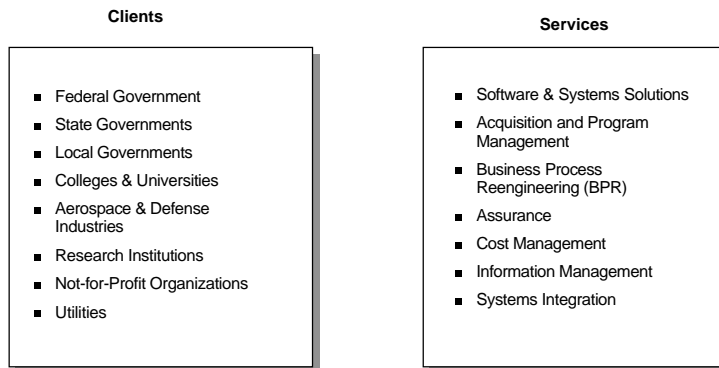 Clients
■ Federal Government
■ State Governments
■ Local Governments
■ Colleges & Universities
■ Aerospace & Defense
Industries
■ Research Institutions
■ Not-for-Profit Organizations
■ Utilities
Services
■ Software & Systems Solutions
■ Acquisition and Program
Management
■ Business Process
Reengineering (BPR)
■ Assurance
■ Cost Management
■ Information Management
■ Systems Integration